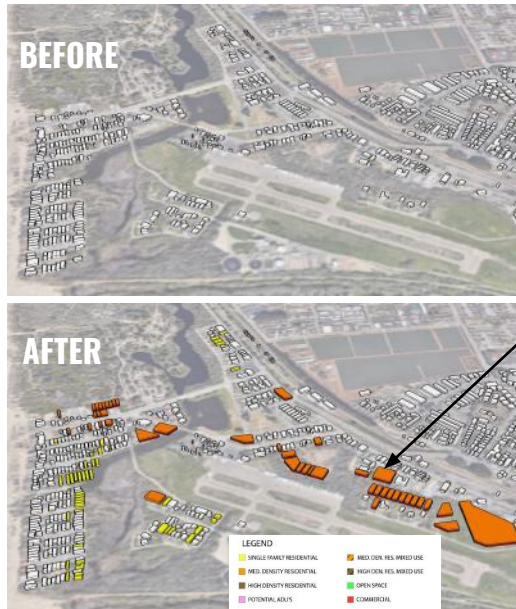 BEFORE
AFTER
LEGEND
SINGLE FAMILY RESIDENTIAL
MED. DENSITY RESIDENTIAL
HIGH DENSITY RESIDENTIAL
POTENTIAL ADU'S
MED. DEN. RES. MIXED USE
HIGH DEN. RES. MIXED USE
OPEN SPACE
COMMERCIAL